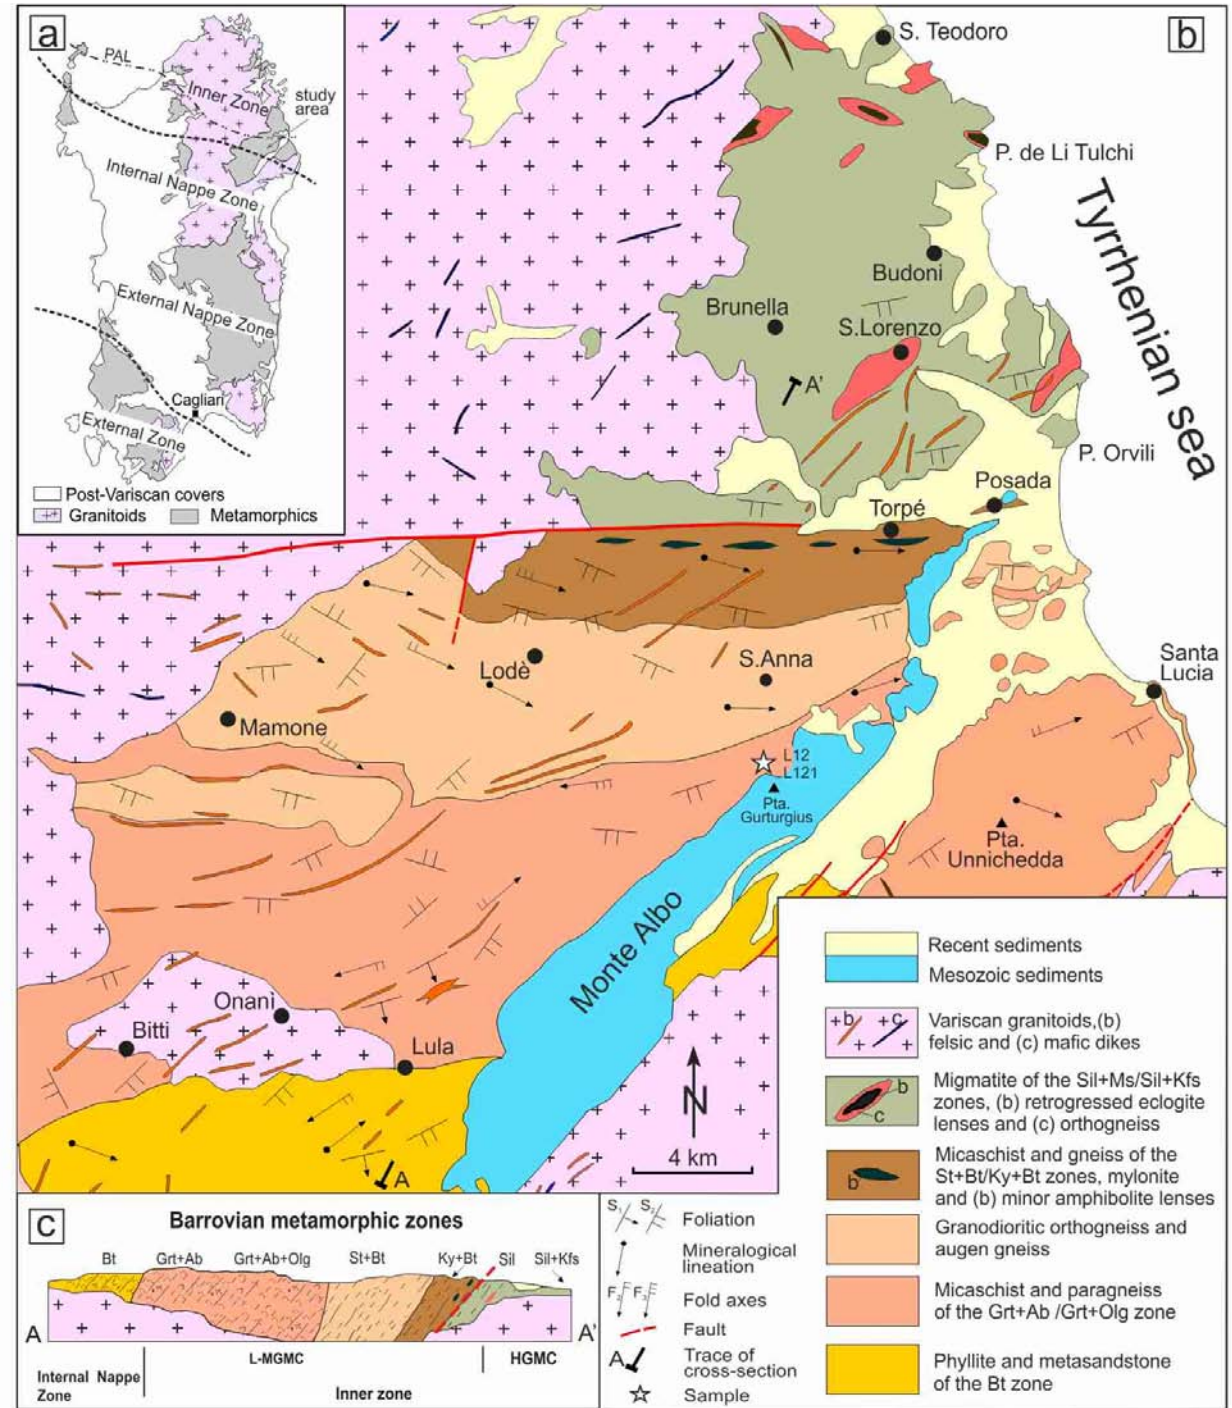 a
PAL
Inner Zone
study
area
Internal Nappe
Zone
External Nappe
Zone
Cagliari
External Zone
Post-Variscan covers
Granitoids
Metamorphics
b
S. Teodoro
P. de Li Tulchi
Tyrrhenian sea
Budoni
Brunella
S.Lorenzo
A'
P. Orvili
Posada
Torpé
Santa
Lucia
Lodè
S.Anna
Mamone
L12
L121
Pta.
Gurturgius
Pta.
Unnichedda
Monte Albo
Onani
Bitti
Lula
N
4 km
A
Recent sediments
Mesozoic sediments
b
c
Variscan granitoids,(b)
felsic and (c) mafic dikes
b
c
Migmatite of the Sil+Ms/Sil+Kfs
zones, (b) retrogressed eclogite
lenses and (c) orthogneiss
b
Micaschist and gneiss of the
St+Bt/Ky+Bt zones, mylonite
and (b) minor amphibolite lenses
Granodioritic orthogneiss and
augen gneiss
Micaschist and paragneiss
of the Grt+Ab /Grt+Olg zone
Phyllite and metasandstone
of the Bt zone
S1 S2
Foliation
Mineralogical
lineation
F2 F3
Fold axes
Fault
A
Trace of
cross-section
Sample
c
Barrovian metamorphic zones
Bt Grt+Ab Grt+Ab+Olg St+Bt Ky+Bt Sil Sil+Kfs
A
A'
L-MGMC
HGMC
Internal Nappe
Zone
Inner zone